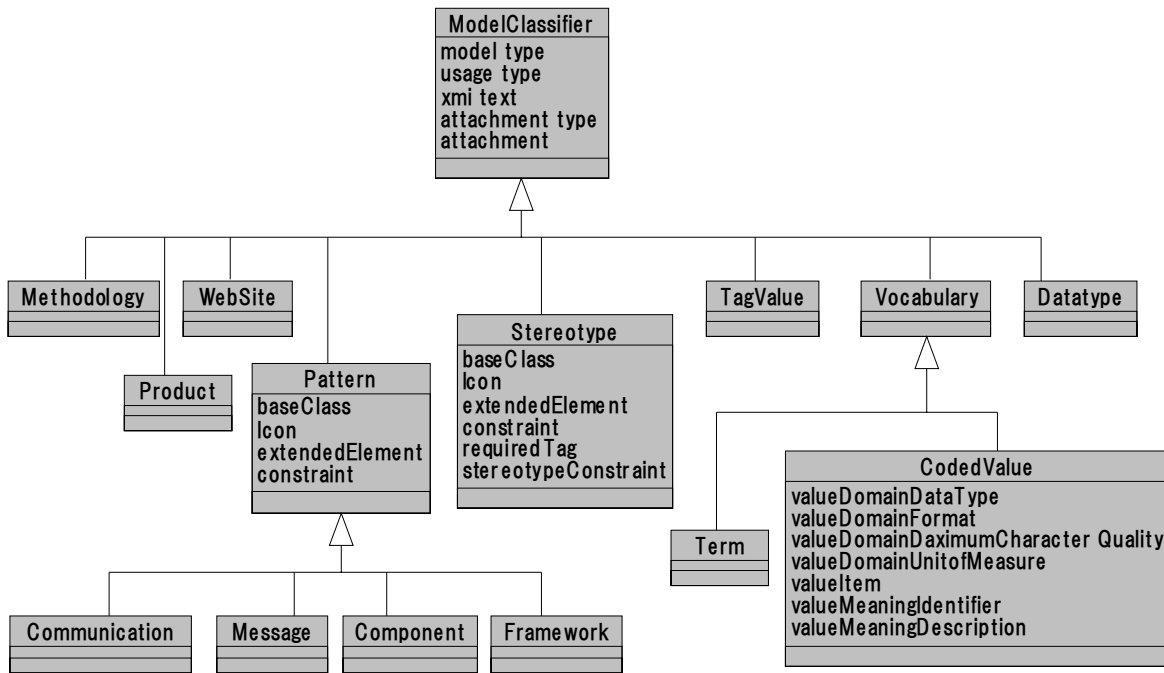 ModelClassifier
model type
usage type
xmi text
attachment type
attachment
Methodology
WebSite
TagValue
Vocabulary
Datatype
Product
Pattern
baseClass
Icon
extendedElement
constraint
Stereotype
baseClass
Icon
extendedElement
constraint
requiredTag
stereotypeConstraint
Term
CodedValue
valueDomainDataType
valueDomainFormat
valueDomainDaximumCharacter Quality
valueDomainUnitofMeasure
valueItem
valueMeaningIdentifier
valueMeaningDescription
Communication
Message
Component
Framework